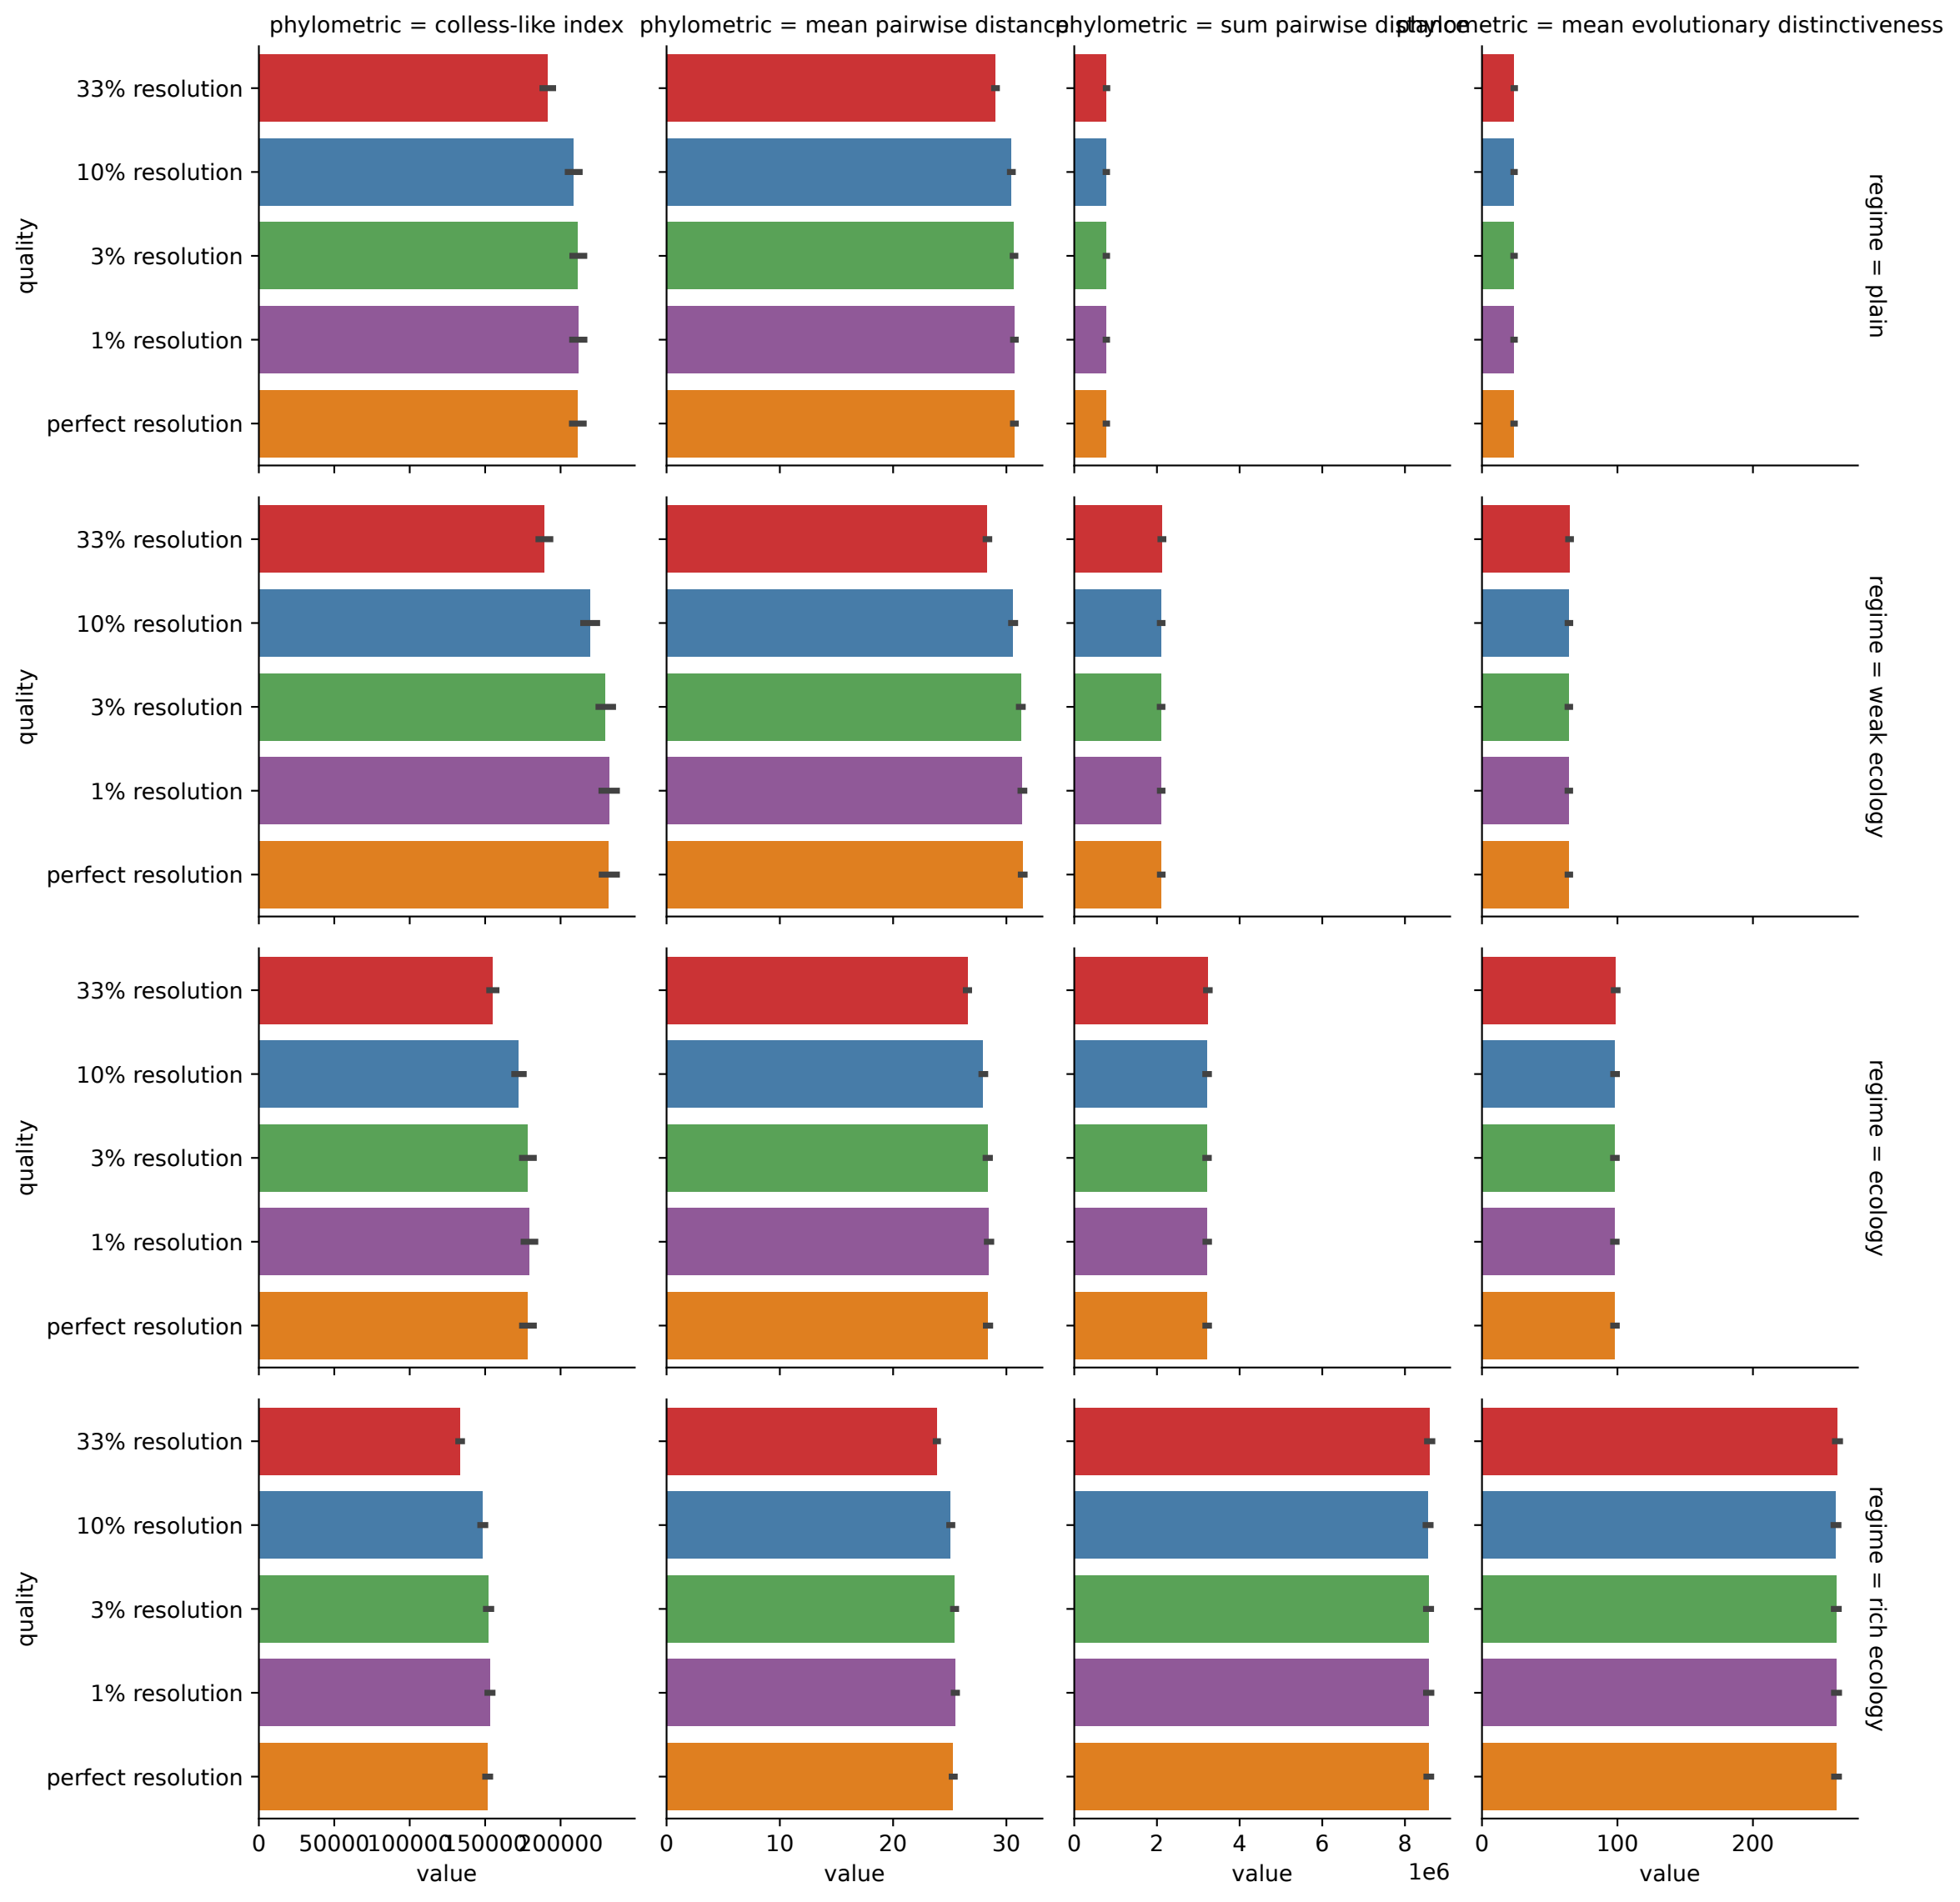 phylometric = colless-like index
phylometric = mean pairwise distance
phylometric = sum pairwise distance
phylometric = mean evolutionary distinctiveness
quality
33% resolution
10% resolution
3% resolution
1% resolution
perfect resolution
regime = plain
quality
33% resolution
10% resolution
3% resolution
1% resolution
perfect resolution
regime = weak ecology
quality
33% resolution
10% resolution
3% resolution
1% resolution
perfect resolution
regime = ecology
quality
33% resolution
10% resolution
3% resolution
1% resolution
perfect resolution
regime = rich ecology
0 50000 100000 150000 200000
value
0 10 20 30
value
0 2 4 6 8
1e6
value
0 100 200
value